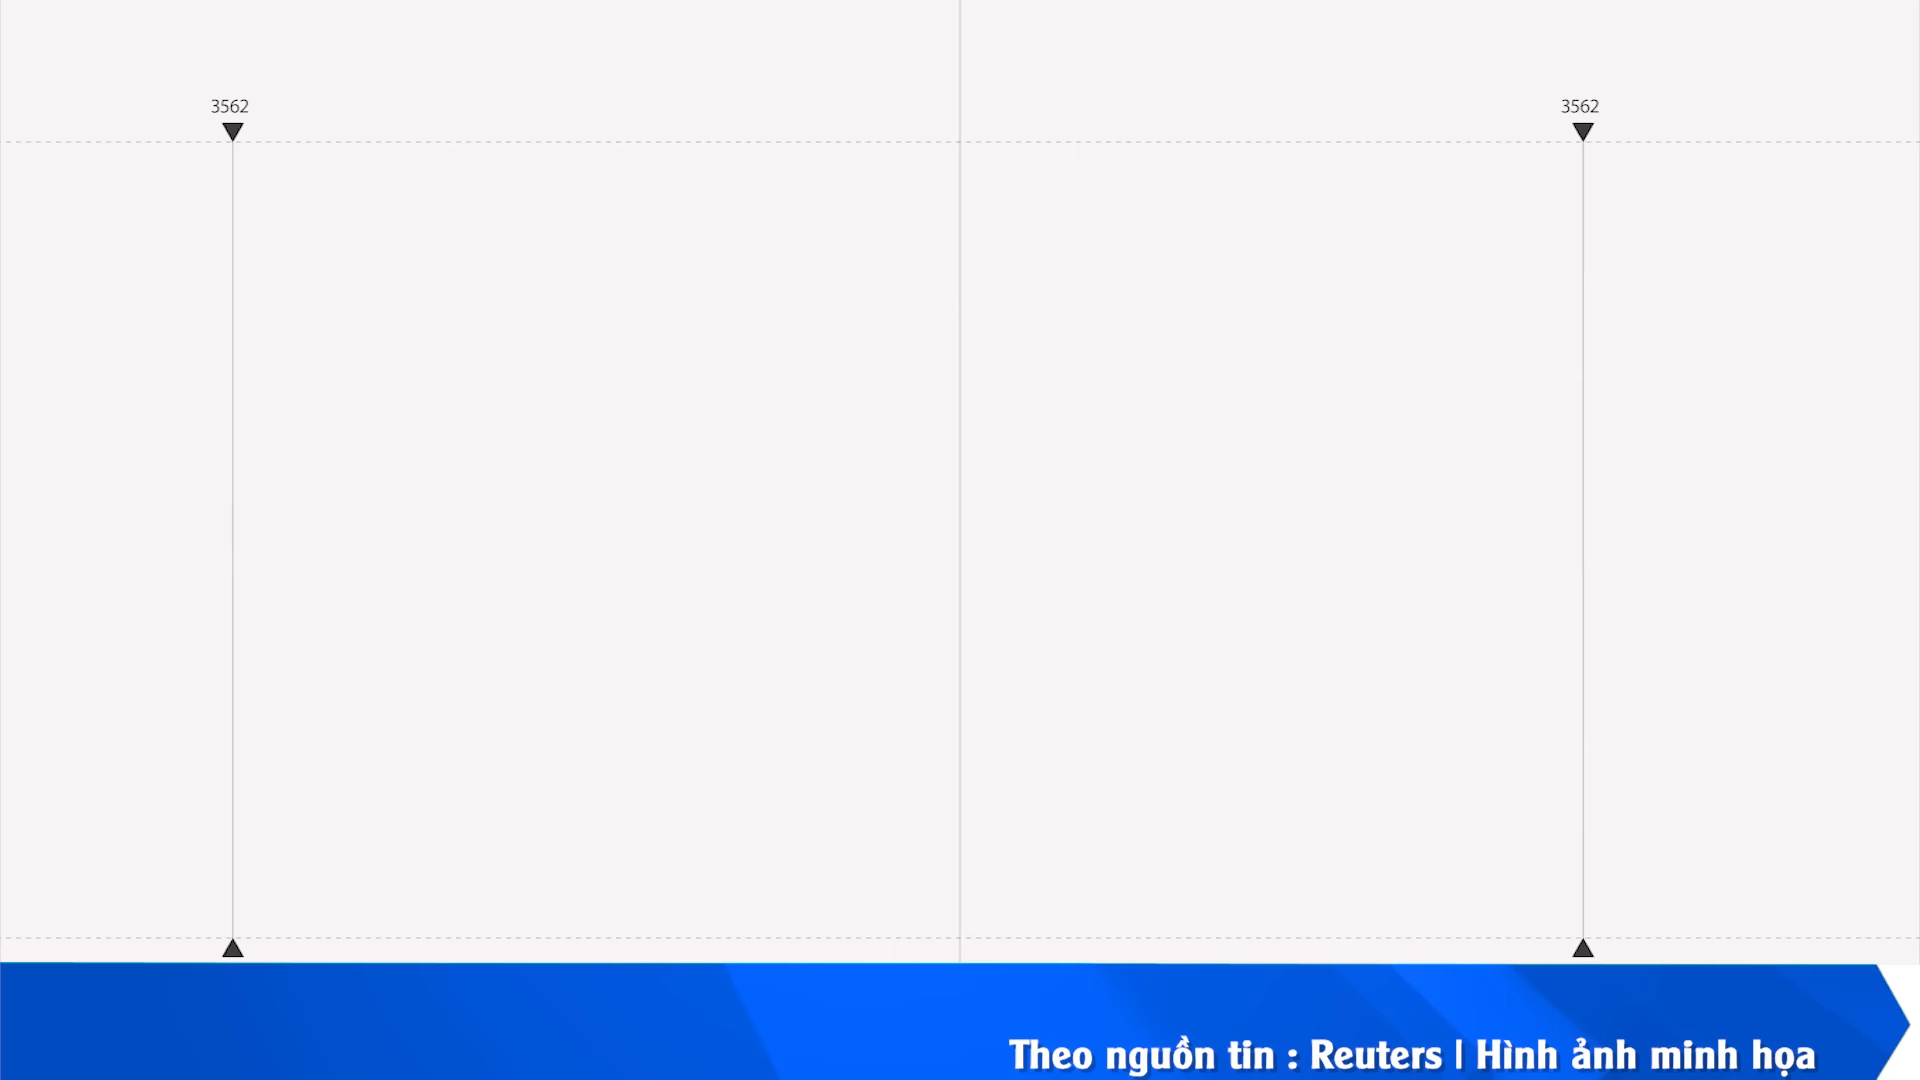 3562 3562
Theo nguồn tin : Reuters | Hình ảnh minh họa